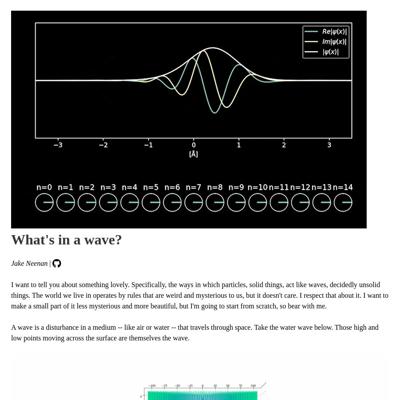 Re|ψ(x)|
Im|ψ(x)|
|ψ(x)|
−3 −2 −1 0 1 2 3
[Å]
n=0 n=1 n=2 n=3 n=4 n=5 n=6 n=7 n=8 n=9 n=10 n=11 n=12 n=13 n=14
What's in a wave?
Jake Neenan |
I want to tell you about something lovely. Specifically, the ways in which particles, solid things, act like waves, decidedly unsolid
things. The world we live in operates by rules that are weird and mysterious to us, but it doesn't care. I respect that about it. I want to
make a small part of it less mysterious and more beautiful, but I'm going to start from scratch, so bear with me.
A wave is a disturbance in a medium -- like air or water -- that travels through space. Take the water wave below. Those high and
low points moving across the surface are themselves the wave.